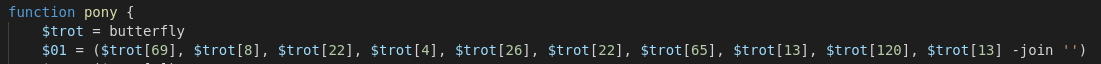 function pony {
$trot = butterfly
$01 = ($trot[69], $trot[8], $trot[22], $trot[4], $trot[26], $trot[22], $trot[65], $trot[13], $trot[120], $trot[13] -join '')